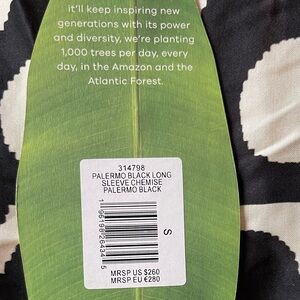 it'll keep inspiring new
generations with its power
and diversity, we're planting
1,000 trees per day, every
day, in the Amazon and the
Atlantic Forest.
314798
PALERMO BLACK LONG
SLEEVE CHEMISE
PALERMO BLACK
S
MRSP US $260
MRSP EU €280